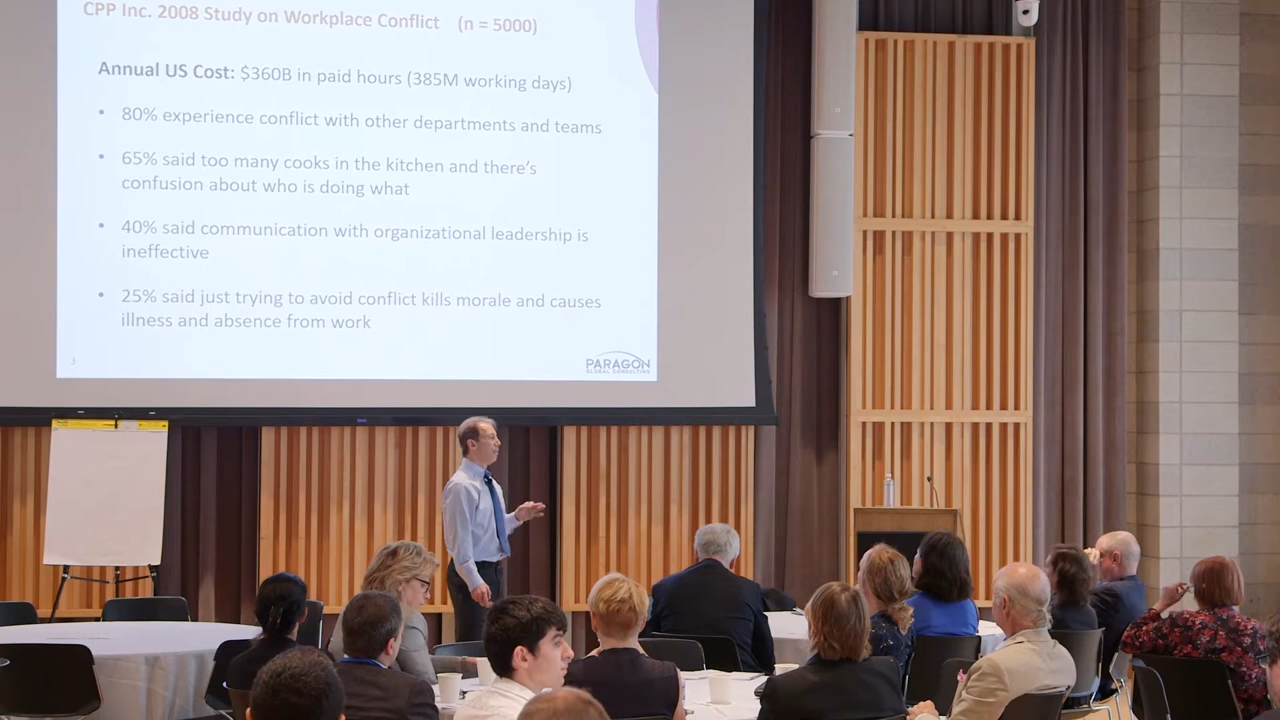 CPP Inc. 2008 Study on Workplace Conflict (n = 5000)
Annual US Cost: $360B in paid hours (385M working days)
• 80% experience conflict with other departments and teams
• 65% said too many cooks in the kitchen and there's
confusion about who is doing what
• 40% said communication with organizational leadership is
ineffective
• 25% said just trying to avoid conflict kills morale and causes
illness and absence from work
3
PARAGON
GLOBAL CONSULTING